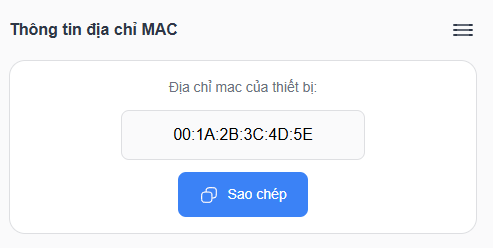 Thông tin địa chỉ MAC
Địa chỉ mac của thiết bị:
00:1A:2B:3C:4D:5E
Sao chép